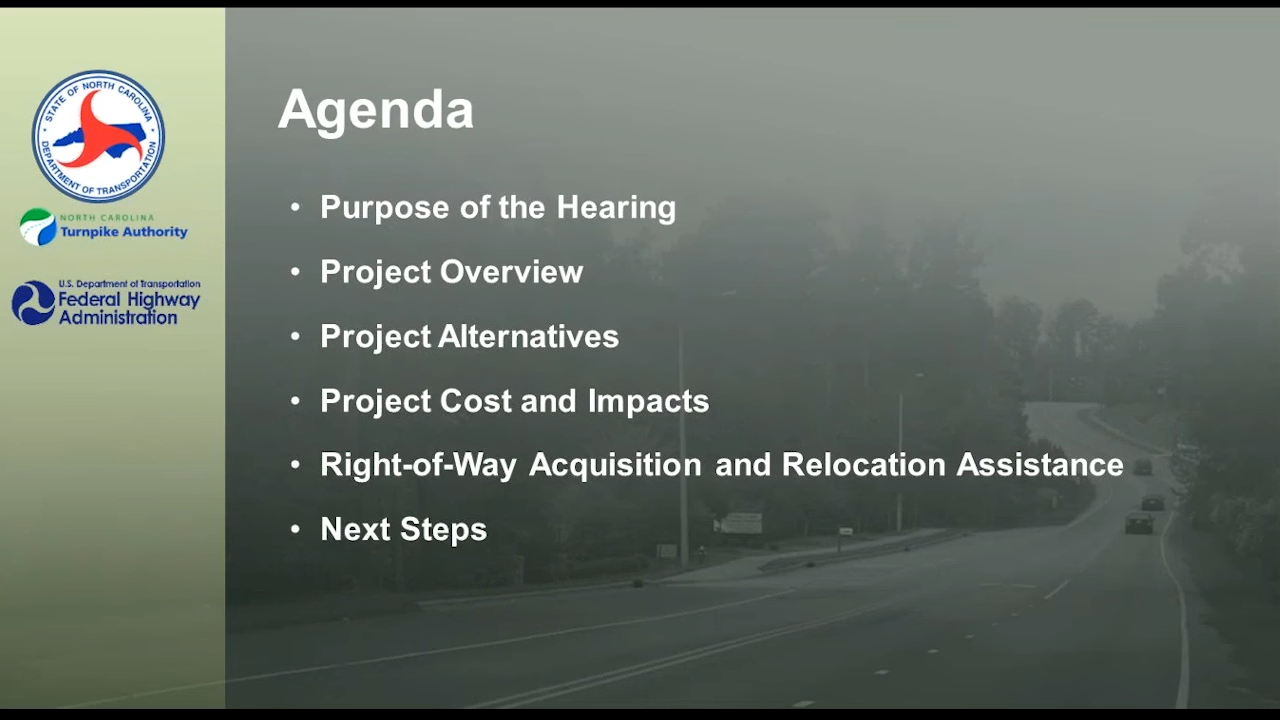 STATE OF NORTH CAROLINA
DEPARTMENT OF TRANSPORTATION
NORTH CAROLINA
Turnpike Authority
U.S. Department of Transportation
Federal Highway
Administration
Agenda
• Purpose of the Hearing
• Project Overview
• Project Alternatives
• Project Cost and Impacts
• Right-of-Way Acquisition and Relocation Assistance
• Next Steps